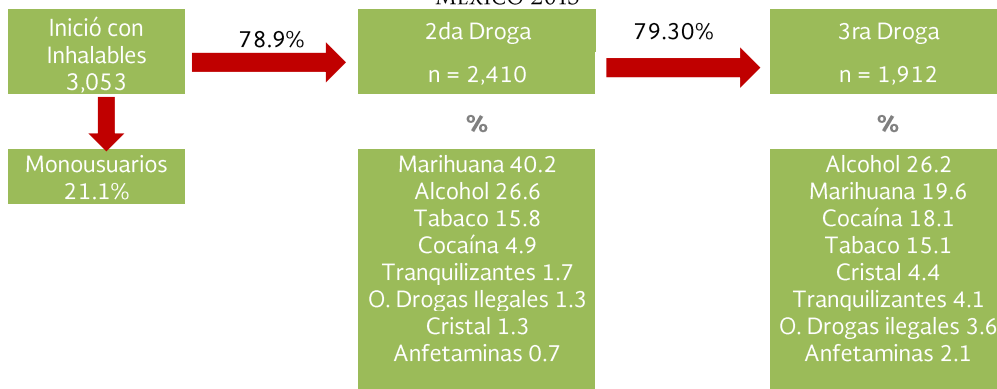 MÉXICO 2015
Inició con
Inhalables
3,053
78.9%
2da Droga
n = 2,410
79.30%
3ra Droga
n = 1,912
Monousuarios
21.1%
%
Marihuana 40.2
Alcohol 26.6
Tabaco 15.8
Cocaína 4.9
Tranquilizantes 1.7
O. Drogas Ilegales 1.3
Cristal 1.3
Anfetaminas 0.7
%
Alcohol 26.2
Marihuana 19.6
Cocaína 18.1
Tabaco 15.1
Cristal 4.4
Tranquilizantes 4.1
O. Drogas ilegales 3.6
Anfetaminas 2.1